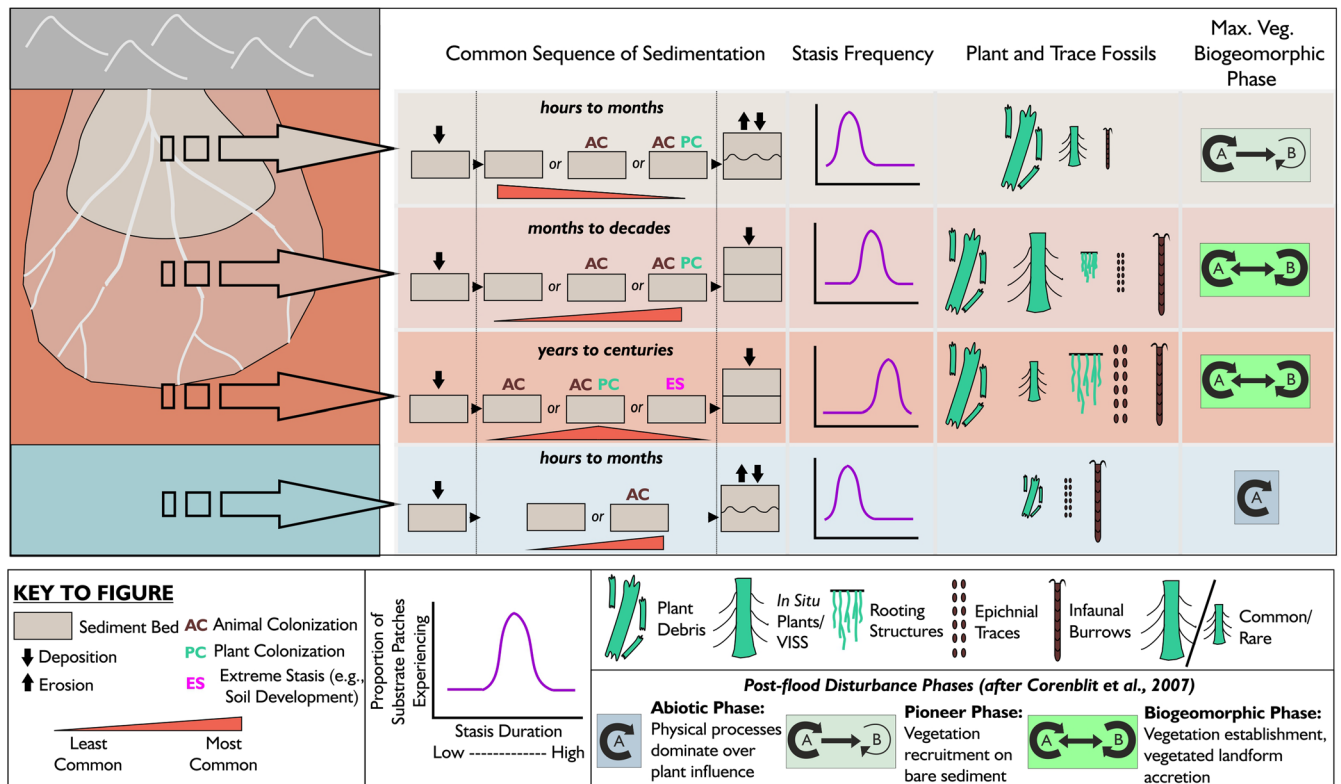 Common Sequence of Sedimentation
Stasis Frequency
Plant and Trace Fossils
Max. Veg.
Biogeomorphic
Phase
hours to months
AC
AC PC
or
or
A
B
months to decades
AC
AC PC
or
or
A
B
years to centuries
AC
AC PC
ES
or
or
A
B
hours to months
AC
or
A
KEY TO FIGURE
Sediment Bed
Deposition
Erosion
AC Animal Colonization
PC Plant Colonization
ES Extreme Stasis (e.g.,
Soil Development)
Least
Common
Most
Common
Proportion of
Substrate Patches
Experiencing
Stasis Duration
Low ------------- High
Plant
Debris
In Situ
Plants/
VISS
Rooting
Structures
Epichnial
Traces
Infaunal
Burrows
Common/
Rare
Post-flood Disturbance Phases (after Corenblit et al., 2007)
A
Abiotic Phase:
Physical processes
dominate over
plant influence
A
B
Pioneer Phase:
Vegetation
recruitment on
bare sediment
A
B
Biogeomorphic Phase:
Vegetation establishment,
vegetated landform
accretion